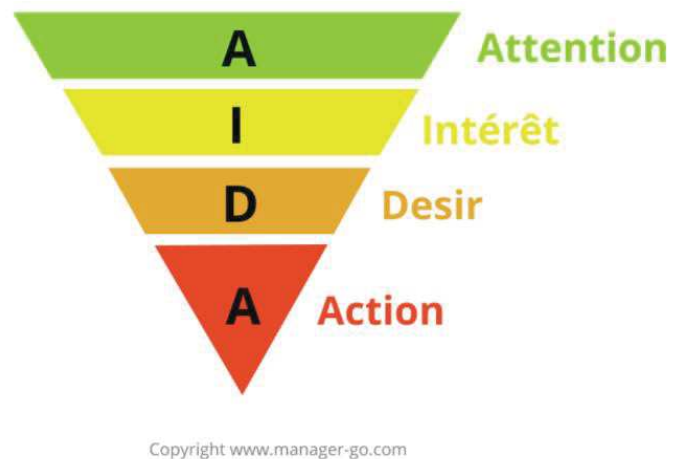 A Attention
I Intérêt
D Desir
A Action
Copyright www.manager-go.com